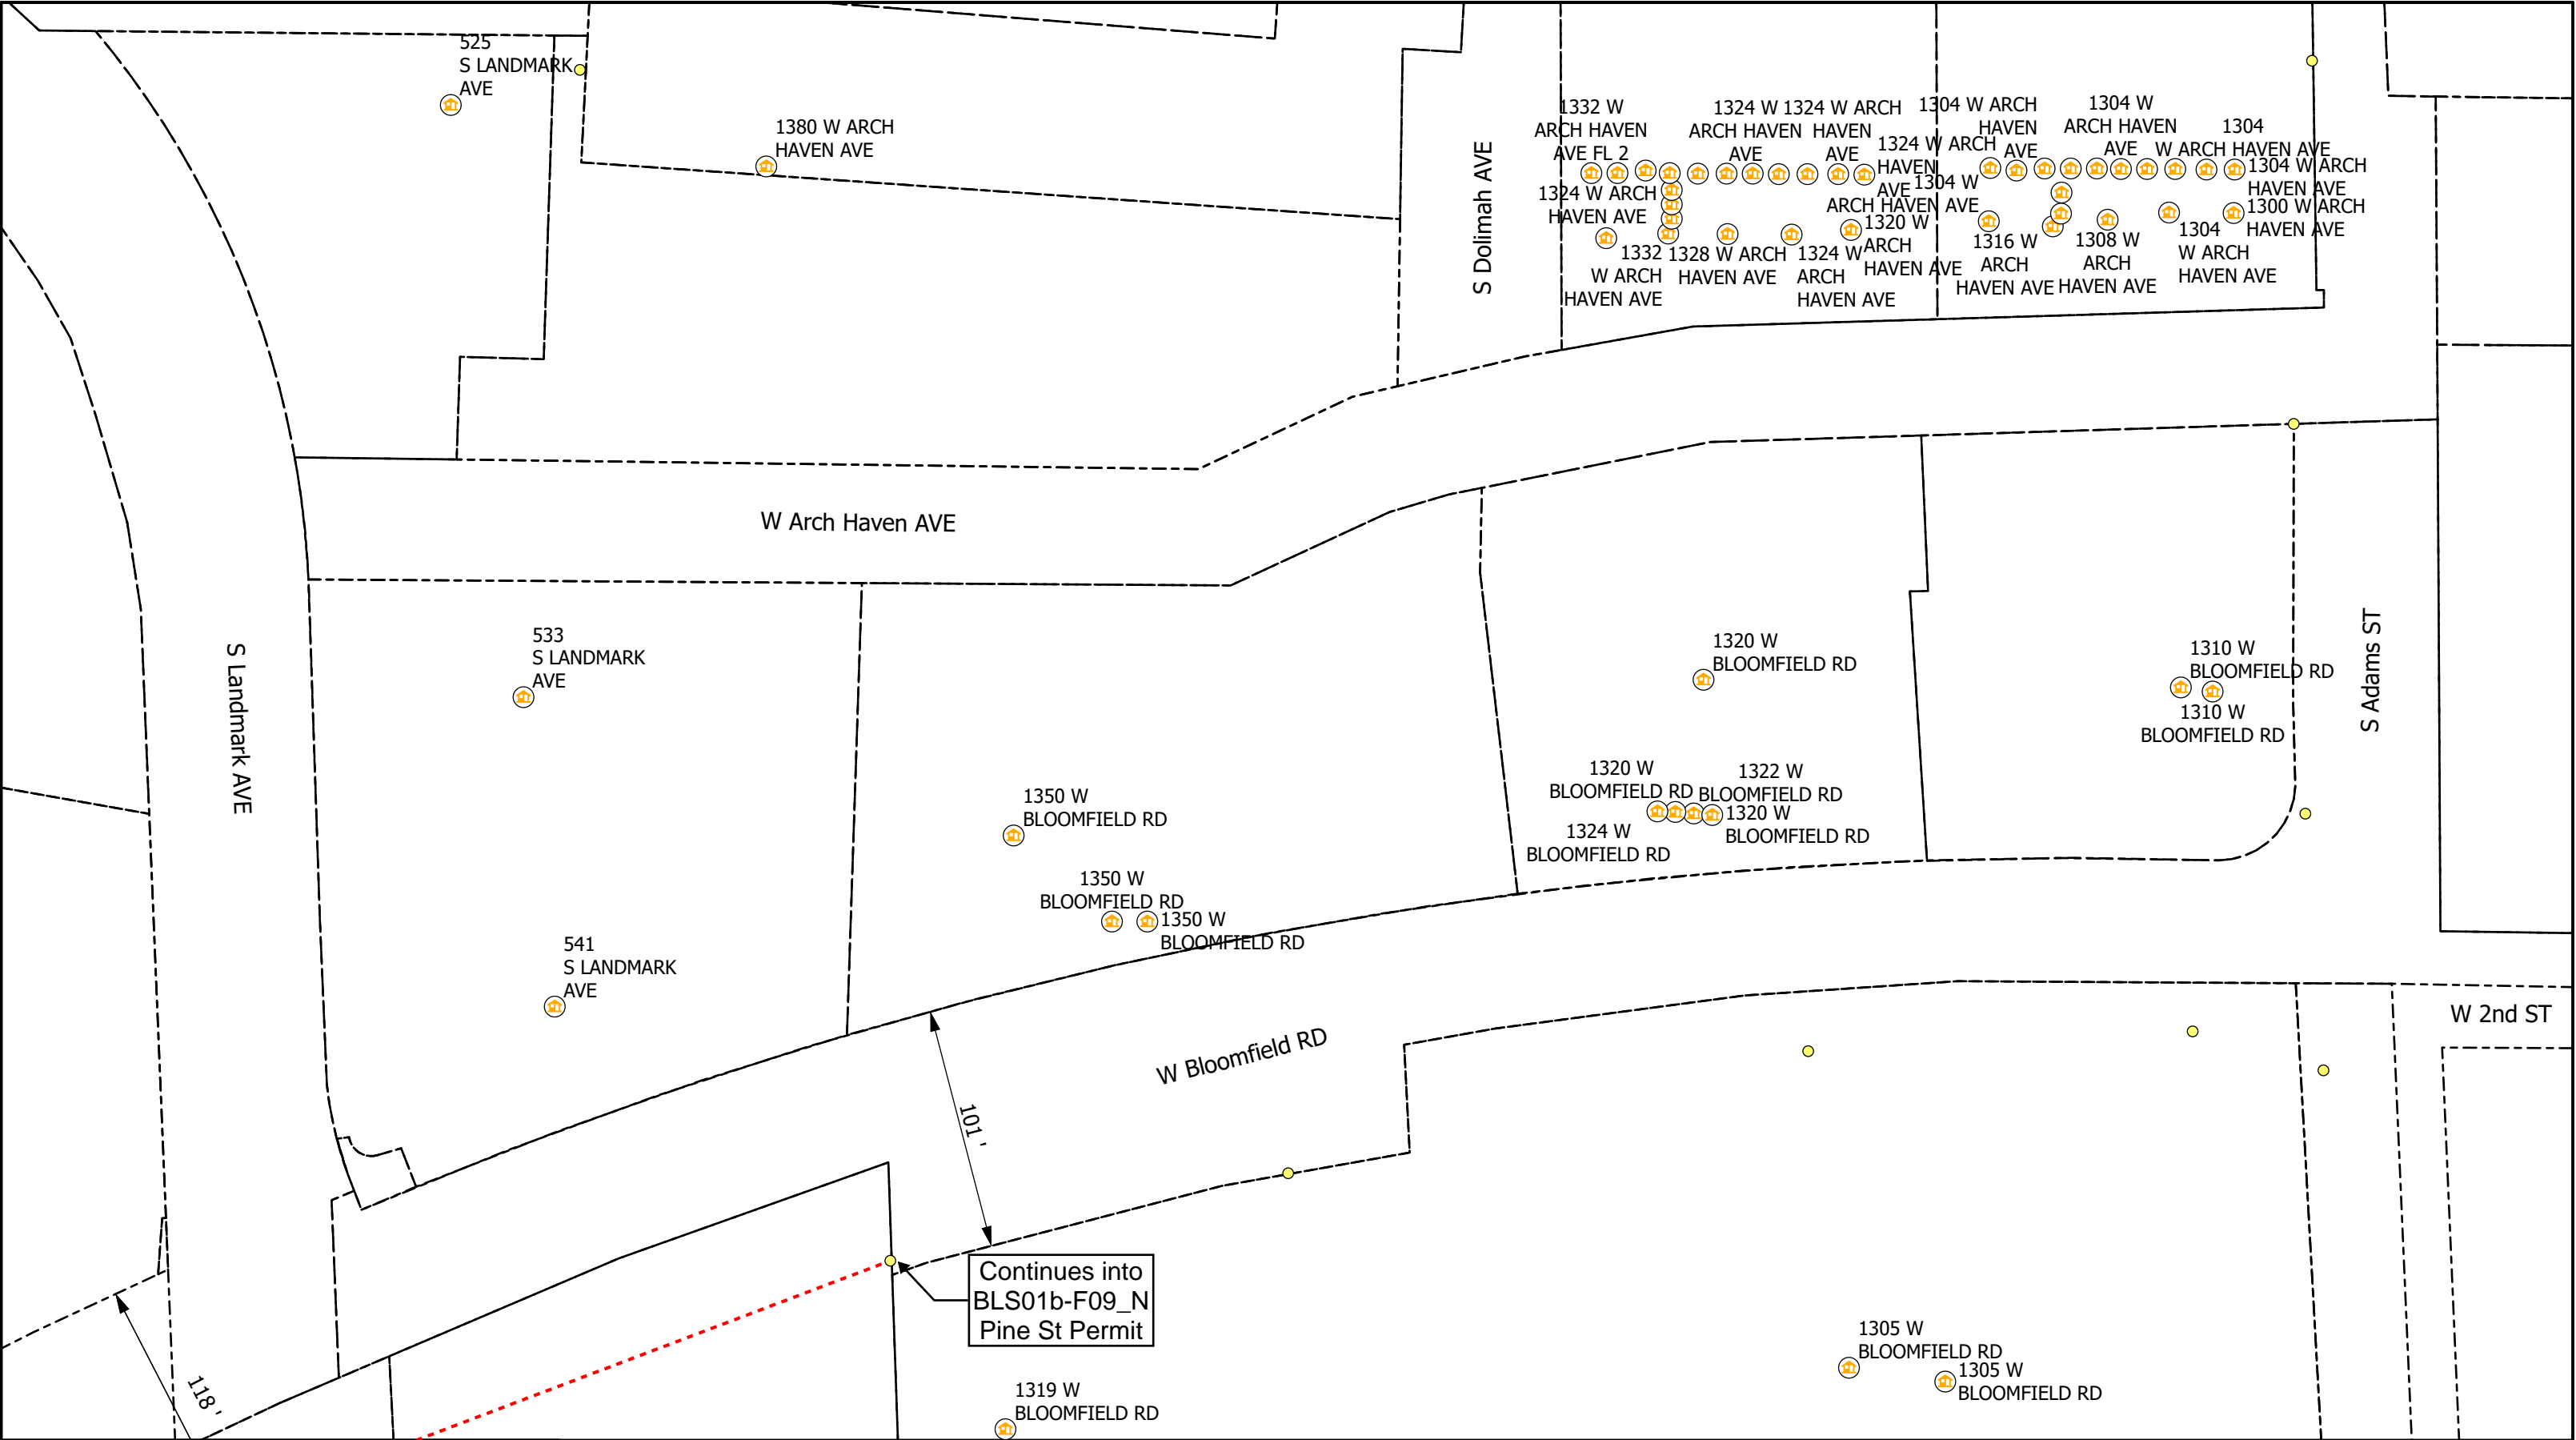 525
S LANDMARK
AVE
1380 W ARCH
HAVEN AVE
S Dolimah AVE
1332 W
ARCH HAVEN
AVE FL 2
1324 W
ARCH HAVEN
AVE
1324 W ARCH
HAVEN
AVE
1324 W ARCH
HAVEN
AVE
1304 W ARCH
HAVEN
AVE
1304 W
ARCH HAVEN
AVE
1304
W ARCH HAVEN AVE
1304 W ARCH
HAVEN AVE
1300 W ARCH
HAVEN AVE
1324 W ARCH
HAVEN AVE
1304 W
ARCH HAVEN AVE
1332
W ARCH
HAVEN AVE
1328 W ARCH
HAVEN AVE
1324 W
ARCH
HAVEN AVE
1320 W
ARCH
HAVEN AVE
1316 W
ARCH
HAVEN AVE
1308 W
ARCH
HAVEN AVE
1304
W ARCH
HAVEN AVE
W Arch Haven AVE
S Landmark AVE
533
S LANDMARK
AVE
1320 W
BLOOMFIELD RD
1310 W
BLOOMFIELD RD
1310 W
BLOOMFIELD RD
S Adams ST
1350 W
BLOOMFIELD RD
1320 W
BLOOMFIELD RD
1322 W
BLOOMFIELD RD
1320 W
BLOOMFIELD RD
1324 W
BLOOMFIELD RD
1350 W
BLOOMFIELD RD
1350 W
BLOOMFIELD RD
541
S LANDMARK
AVE
W Bloomfield RD
W 2nd ST
101 '
Continues into
BLS01b-F09_N
Pine St Permit
118 '
1319 W
BLOOMFIELD RD
1305 W
BLOOMFIELD RD
1305 W
BLOOMFIELD RD